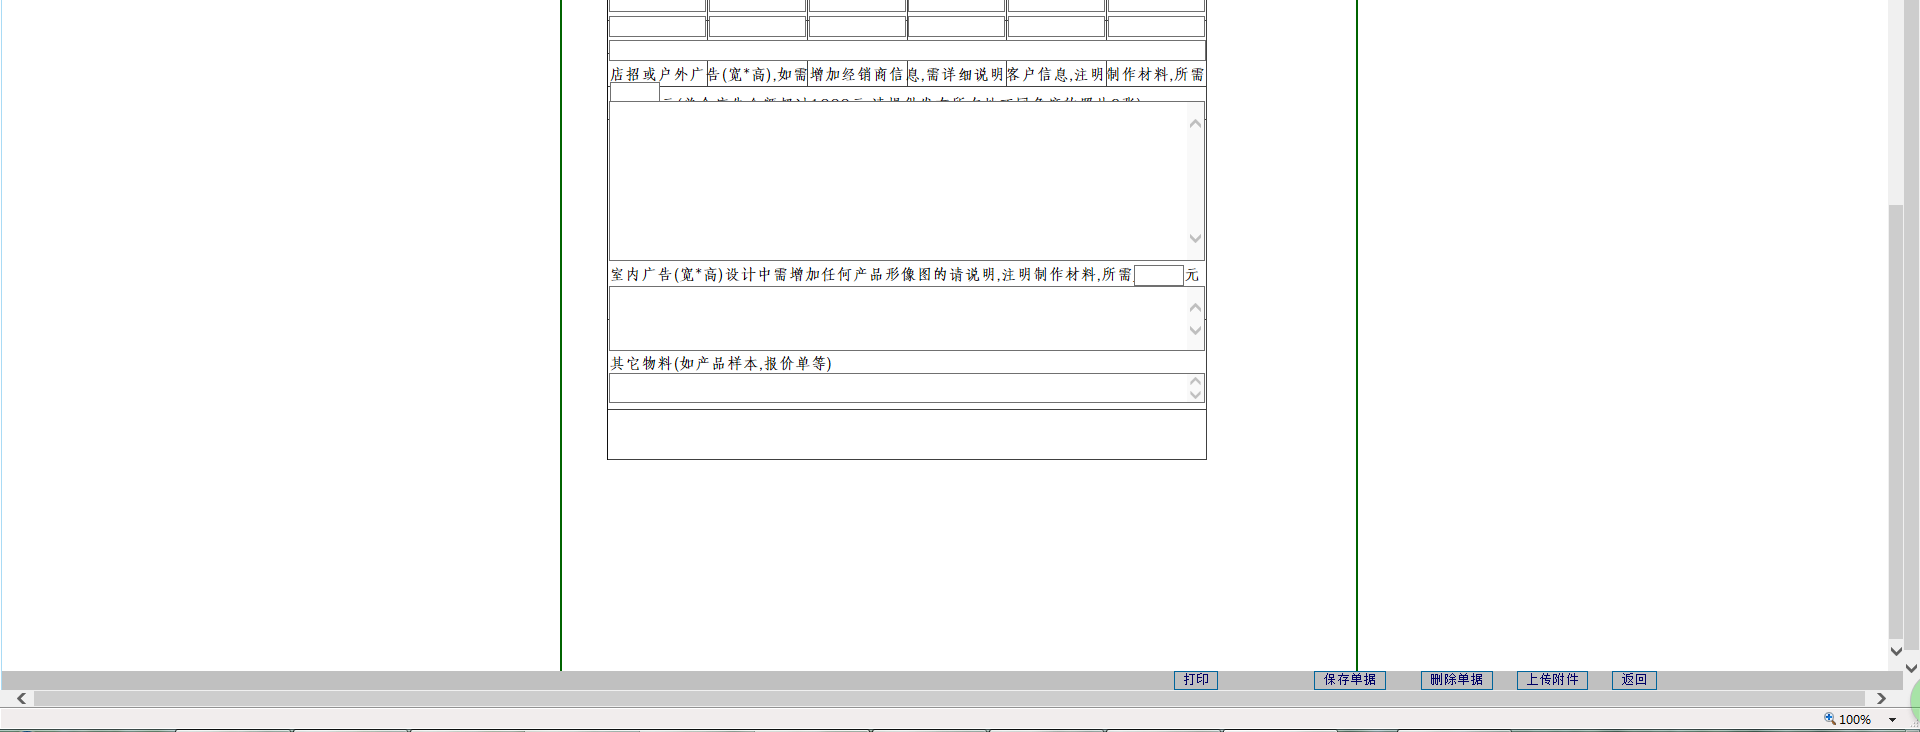 店招或户外广告(宽*高),如需增加经销商信息,需详细说明客户信息,注明制作材料,所需
室内广告(宽*高)设计中需增加任何产品形像图的请说明,注明制作材料,所需 元
其它物料(如产品样本,报价单等)
打印 保存单据 删除单据 上传附件 返回
100%